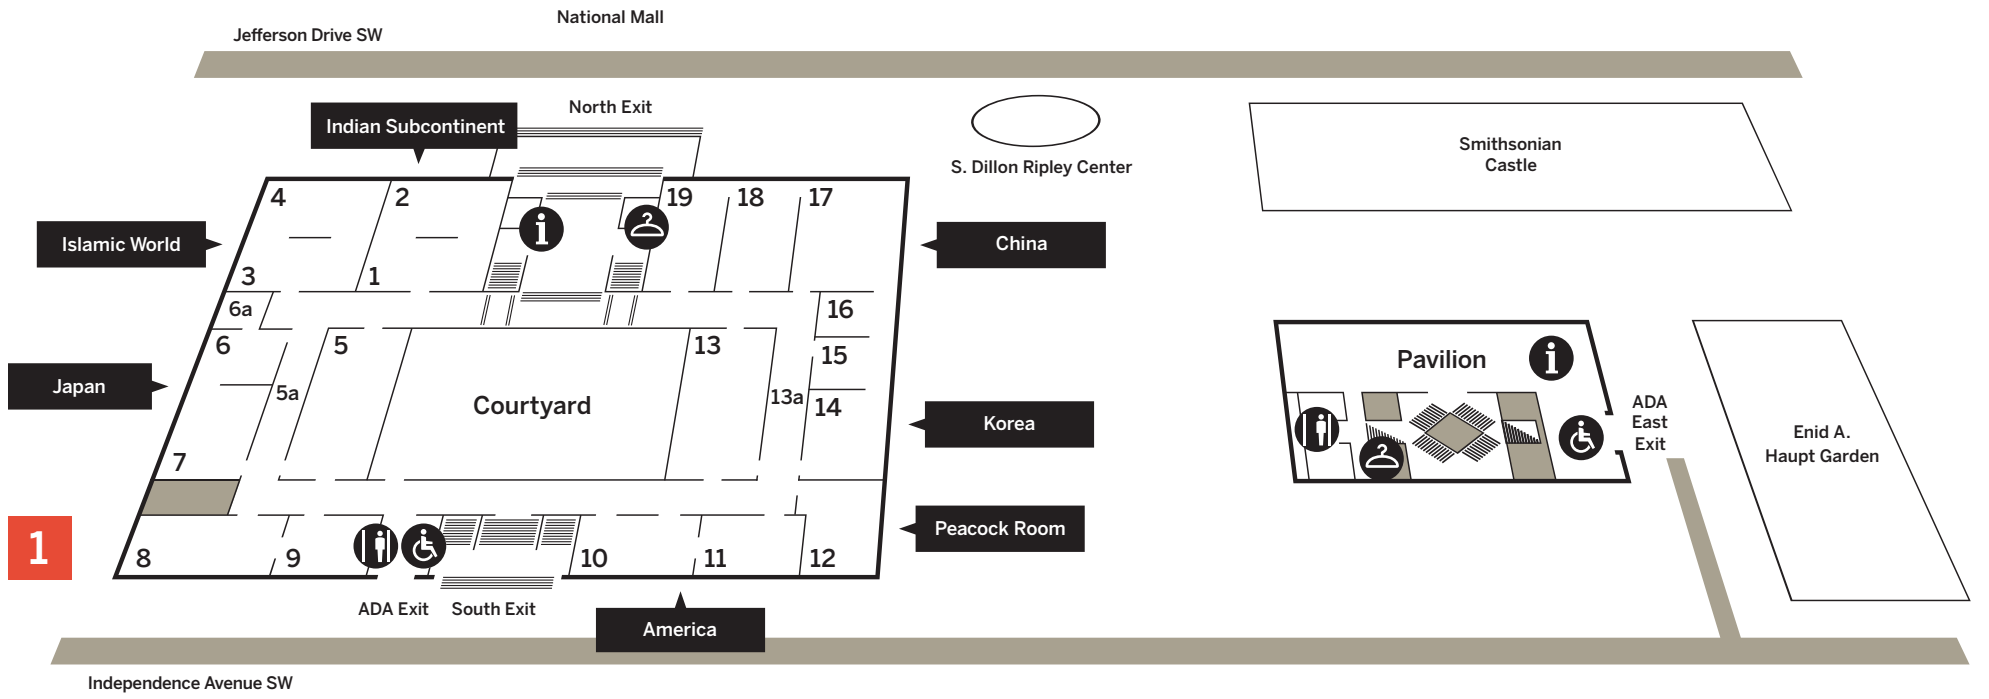 National Mall
Jefferson Drive SW
North Exit
Indian Subcontinent
S. Dillon Ripley Center
Smithsonian
Castle
4
2
19
18
17
Islamic World
China
3
1
6a
16
6
5
13
15
Pavilion
Japan
5a
Courtyard
13a
14
Korea
ADA
East
Exit
Enid A.
Haupt Garden
7
Peacock Room
1
8
9
10
11
12
ADA Exit
South Exit
America
Independence Avenue SW